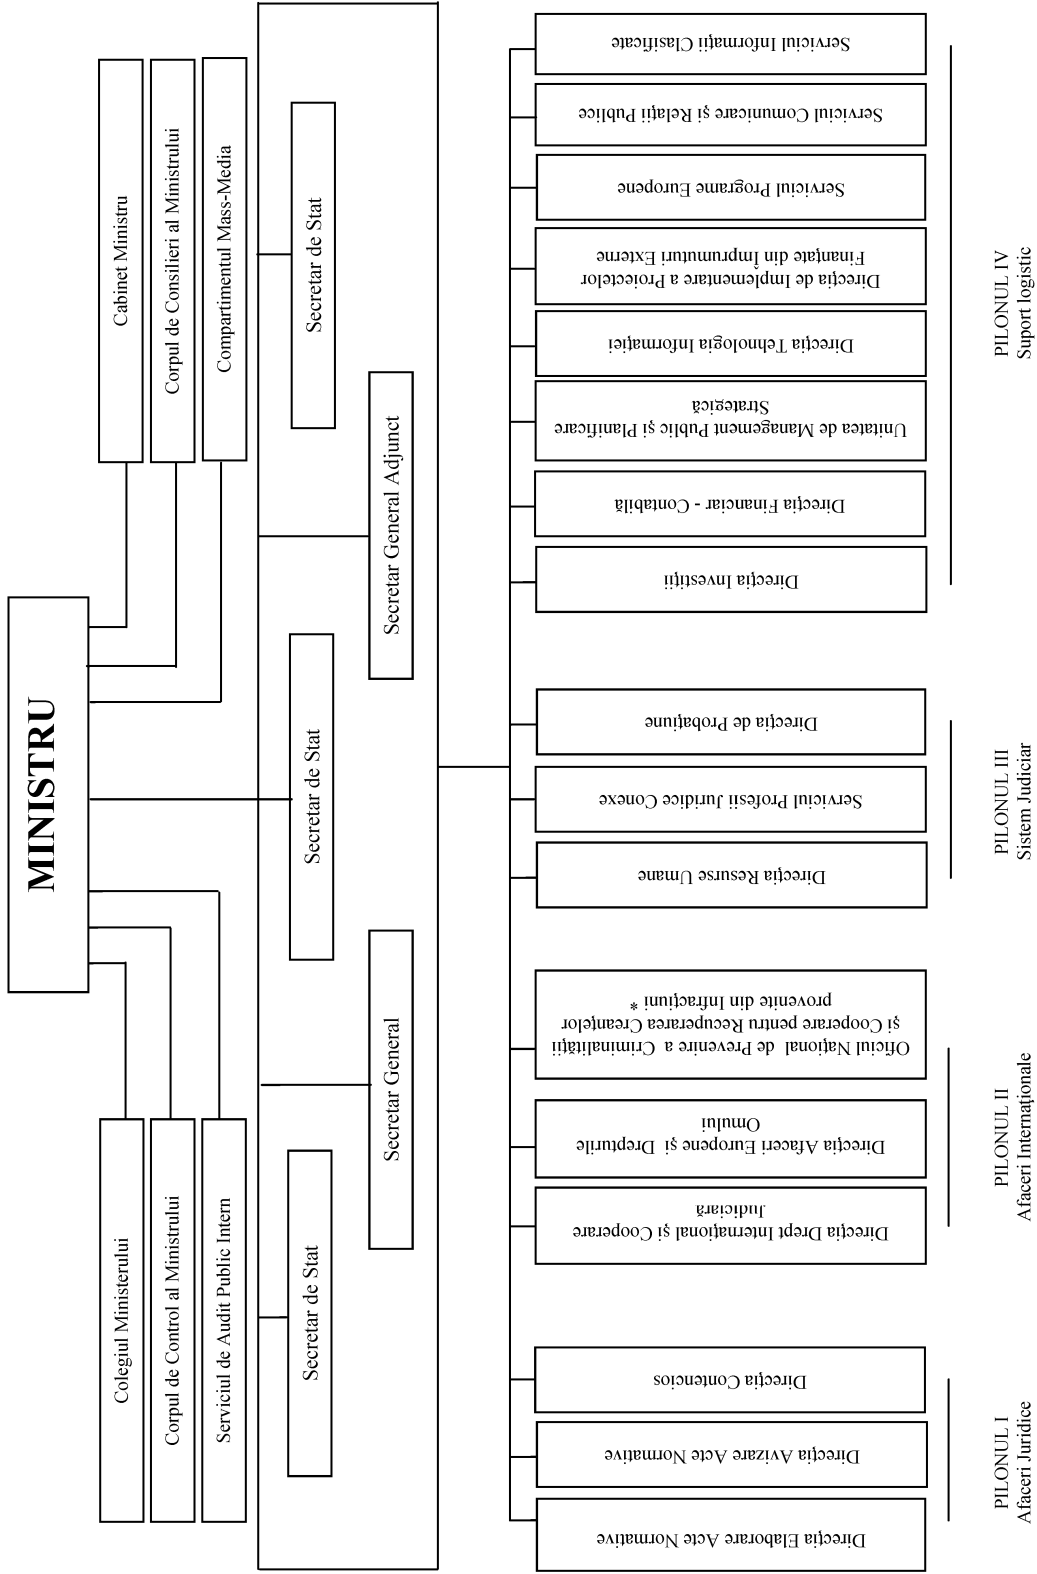 MINISTRU
Colegiul Ministerului
Corpul de Control al Ministrului
Serviciul de Audit Public Intern
Cabinet Ministru
Corpul de Consilieri al Ministrului
Compartimentul Mass-Media
Secretar de Stat
Secretar de Stat
Secretar de Stat
Secretar General
Secretar General Adjunct
Direcţia Elaborare Acte Normative
Direcţia Avizare Acte Normative
Direcţia Contencios
Direcţia Drept Internaţional şi Cooperare
Judiciară
Direcţia Afaceri Europene şi Drepturile
Omului
Oficiul Naţional de Prevenire a Criminalităţii
şi Cooperare pentru Recuperarea Creanţelor
provenite din Infracţiuni *
Direcţia Resurse Umane
Serviciul Profesii Juridice Conexe
Direcţia de Probaţiune
Direcţia Investiţii
Direcţia Financiar - Contabilă
Unitatea de Management Public şi Planificare
Strategică
Direcţia Tehnologia Informaţiei
Direcţia de Implementare a Proiectelor
Finanţate din Împrumuturi Externe
Serviciul Programe Europene
Serviciul Comunicare şi Relaţii Publice
Serviciul Informaţii Clasificate
PILONUL I
Afaceri Juridice
PILONUL II
Afaceri Internaţionale
PILONUL III
Sistem Judiciar
PILONUL IV
Suport logistic